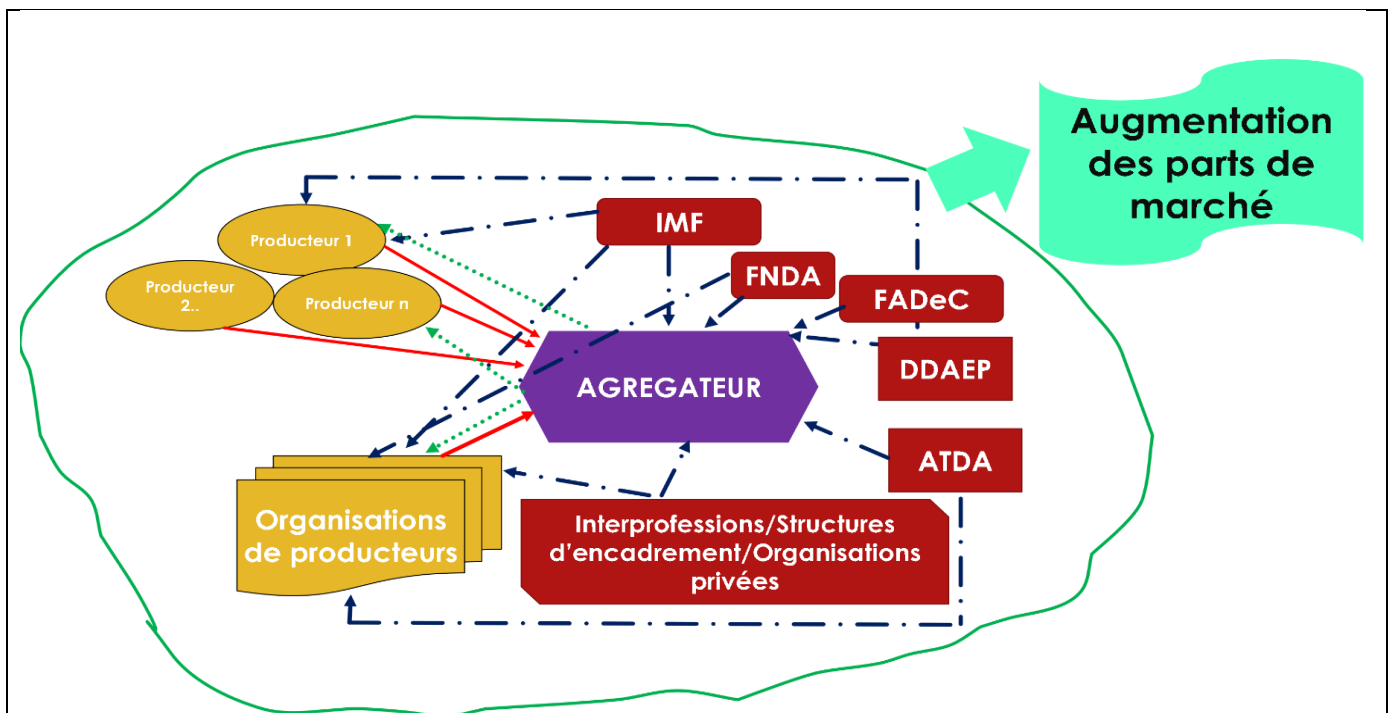 Augmentation
des parts de
marché
IMF
Producteur 1
FNDA
Producteur
2..
Producteur n
FADeC
DDAEP
AGREGATEUR
ATDA
Organisations
de producteurs
Interprofessions/Structures
d’encadrement/Organisations
privées